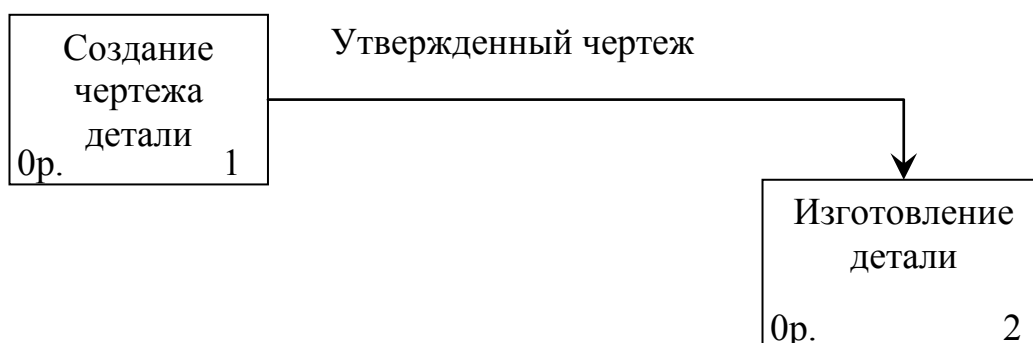 Создание
чертежа
детали
0р. 1
Утвержденный чертеж
Изготовление
детали
0р. 2